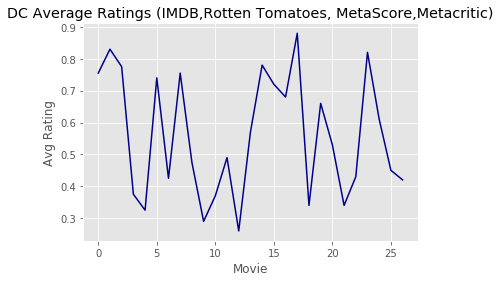 DC Average Ratings (IMDB,Rotten Tomatoes, MetaScore,Metacritic)
0.9
0.8
0.7
0.6
0.5
0.4
0.3
Avg Rating
0 5 10 15 20 25
Movie